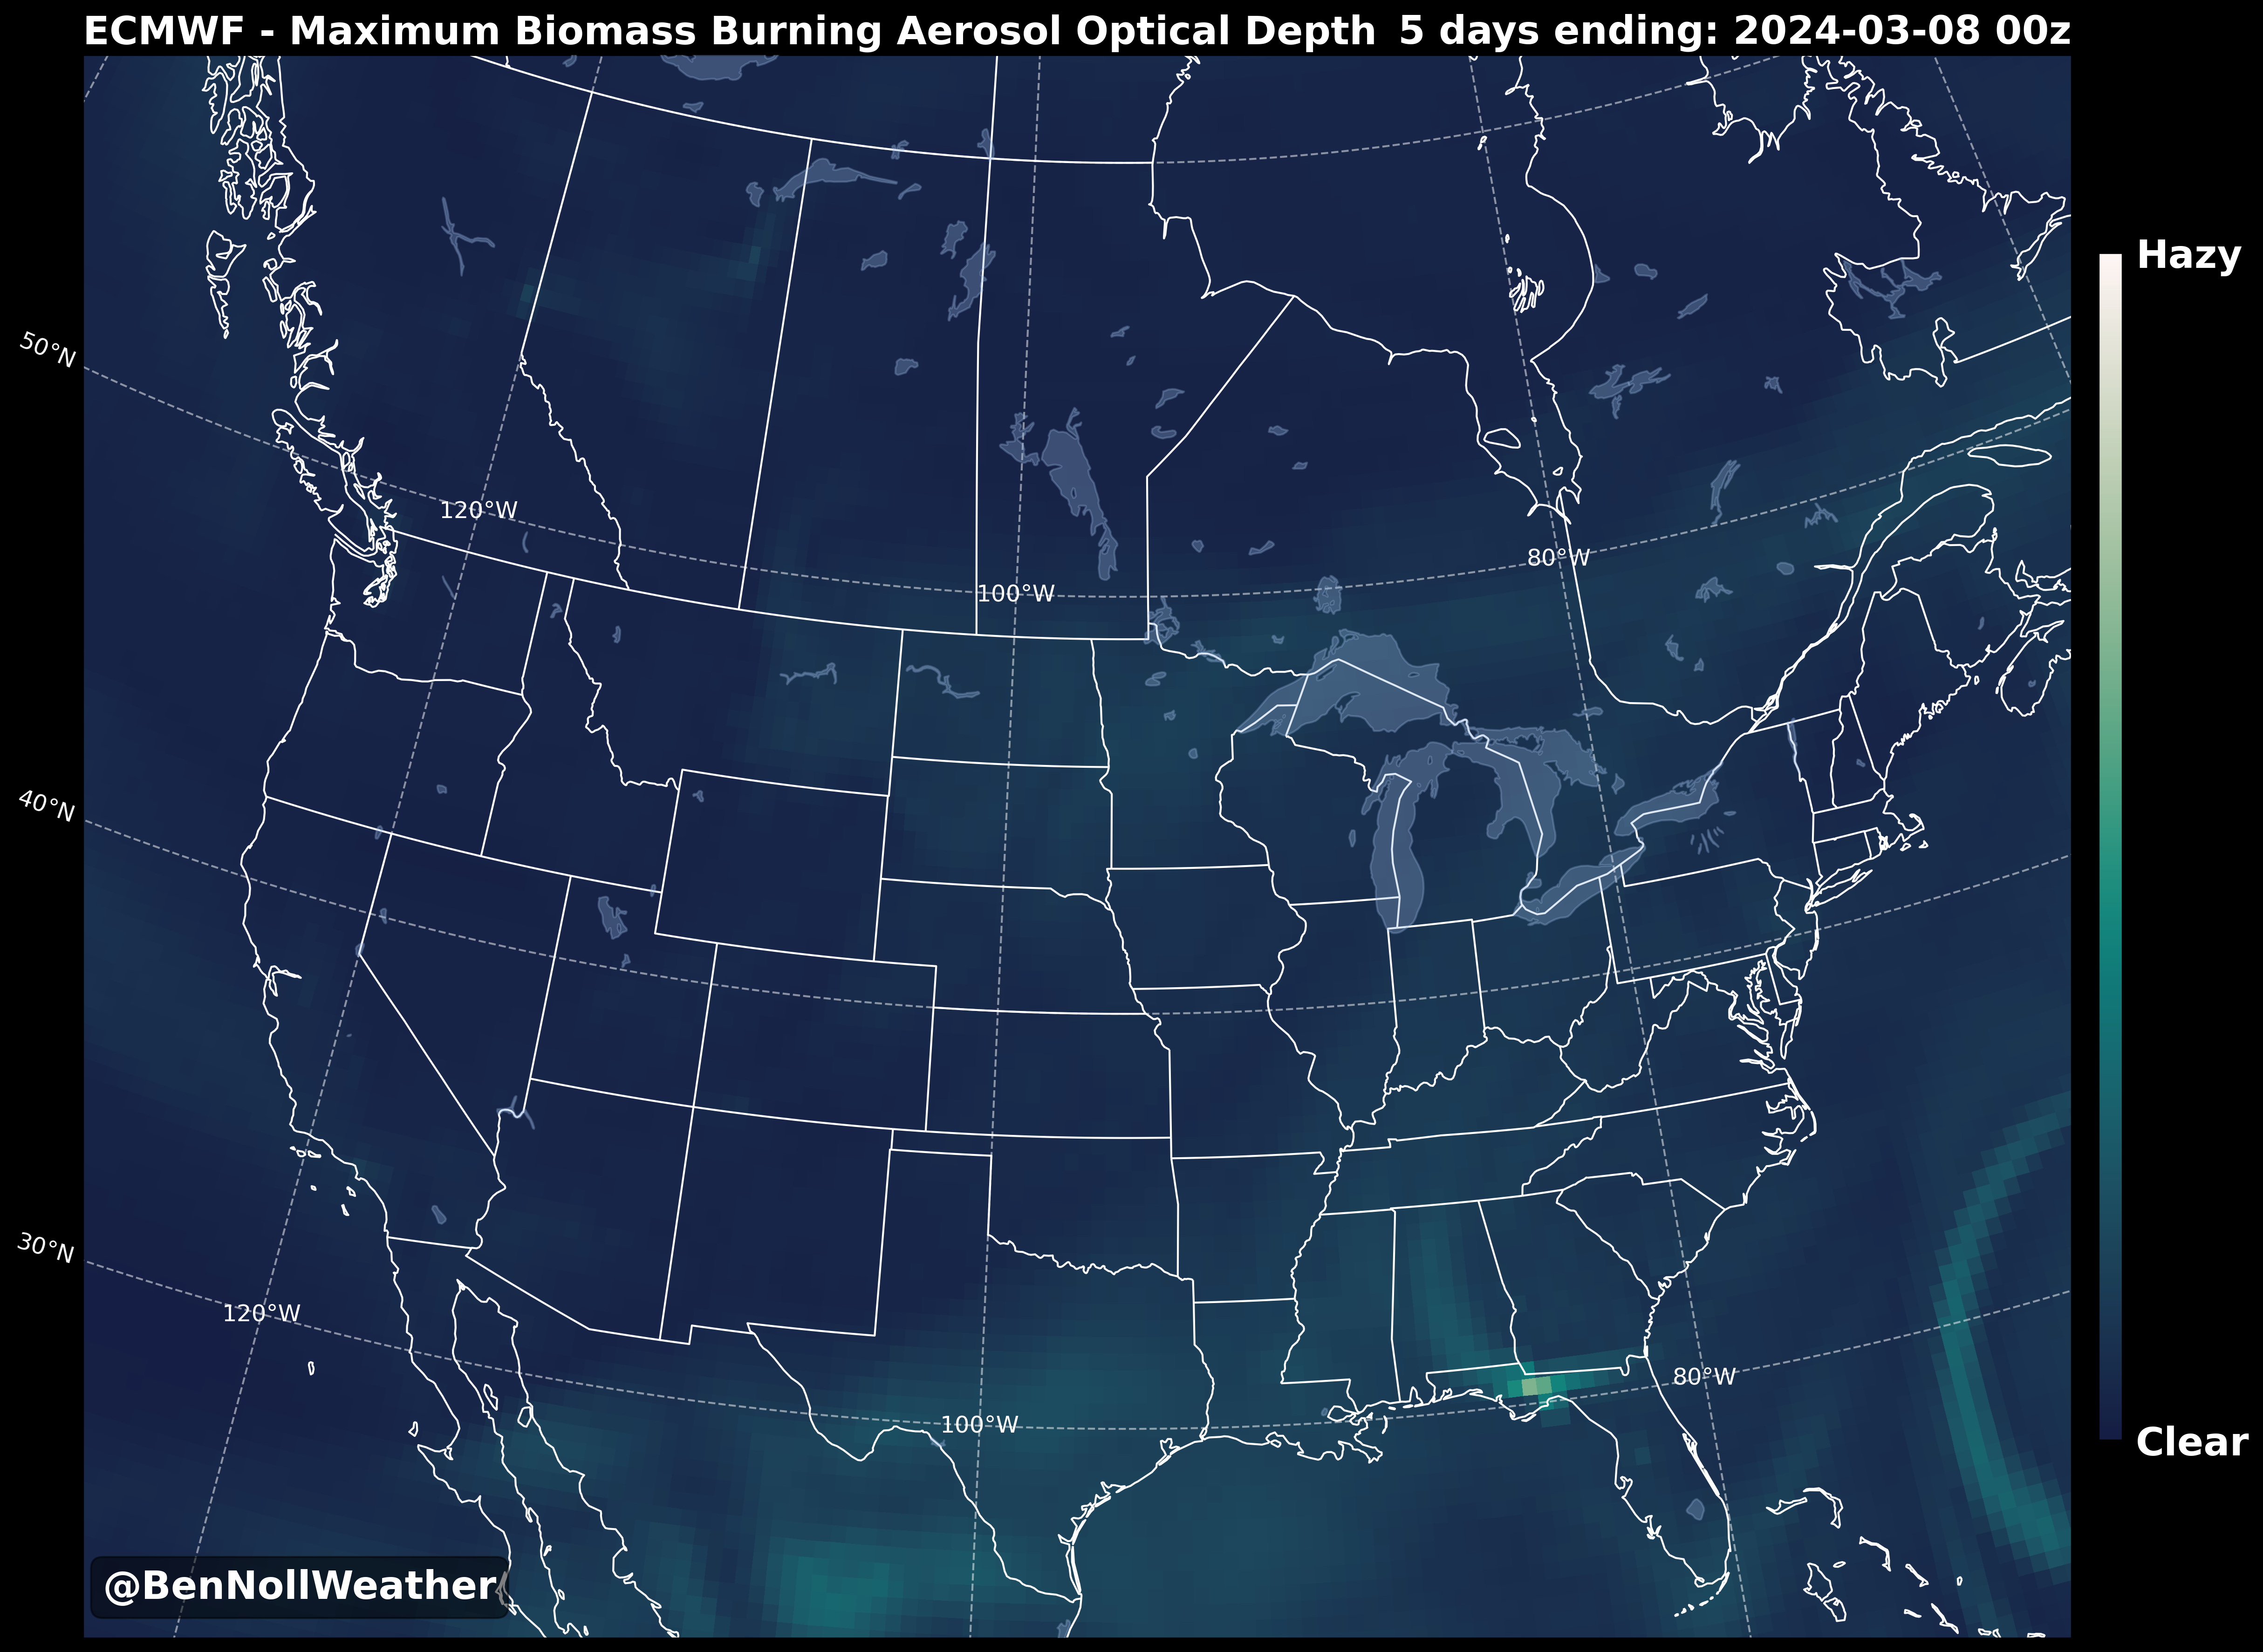 ECMWF - Maximum Biomass Burning Aerosol Optical Depth 5 days ending: 2024-03-08 00z
Hazy
50°N
120°W
80°W
100°W
40°N
30°N
120°W
80°W
100°W
Clear
@BenNollWeather